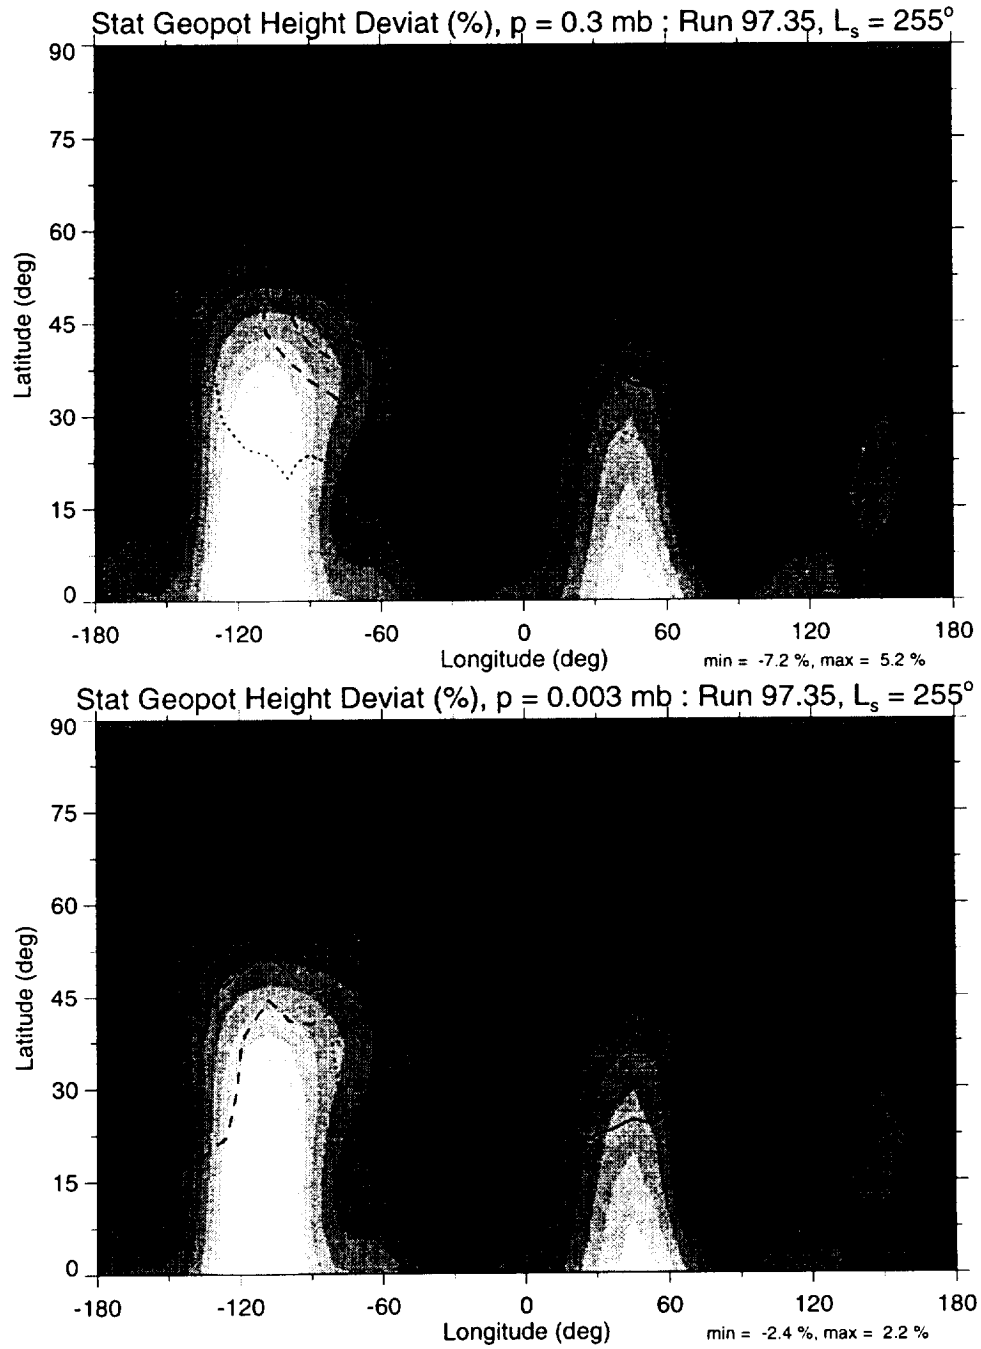 Stat Geopot Height Deviat (%), p = 0.3 mb : Run 97.35, Ls = 255°
90
75
60
45
30
15
0
Latitude (deg)
-180 -120 -60 0 60 120 180
Longitude (deg)
min = -7.2 %, max = 5.2 %
Stat Geopot Height Deviat (%), p = 0.003 mb : Run 97.35, Ls = 255°
90
75
60
45
30
15
0
Latitude (deg)
-180 -120 -60 0 60 120 180
Longitude (deg)
min = -2.4 %, max = 2.2 %